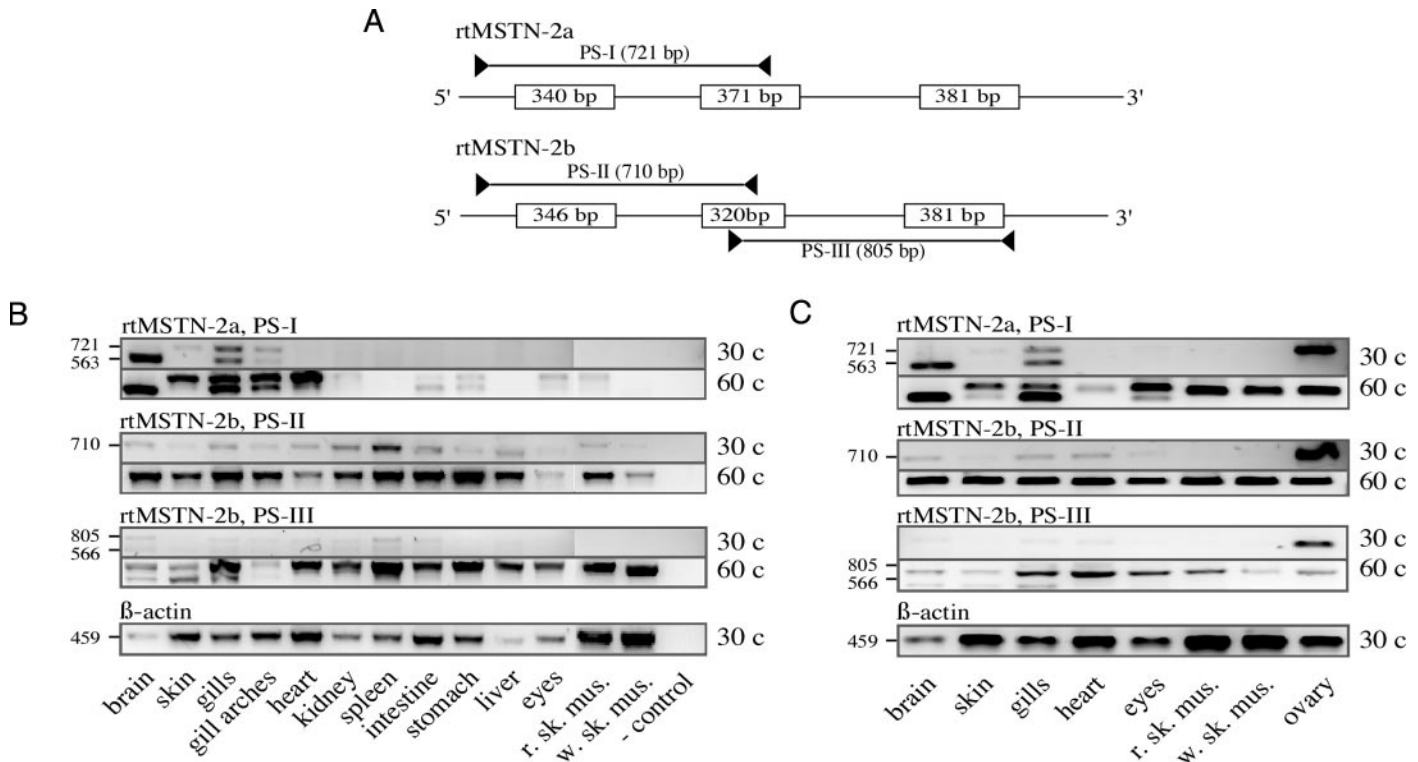 A
rtMSTN-2a
PS-I (721 bp)
5' 340 bp 371 bp 381 bp 3'
rtMSTN-2b
PS-II (710 bp)
5' 346 bp 320bp 381 bp 3'
PS-III (805 bp)
B
rtMSTN-2a, PS-I
721
563
30 c
60 c
rtMSTN-2b, PS-II
710
30 c
60 c
rtMSTN-2b, PS-III
805
566
30 c
60 c
ß-actin
459
30 c
brain
skin
gills
gill arches
heart
kidney
spleen
intestine
stomach
liver
eyes
r. sk. mus.
w. sk. mus.
- control
C
rtMSTN-2a, PS-I
721
563
30 c
60 c
rtMSTN-2b, PS-II
710
30 c
60 c
rtMSTN-2b, PS-III
805
566
30 c
60 c
ß-actin
459
30 c
brain
skin
gills
heart
eyes
r. sk. mus.
w. sk. mus.
ovary